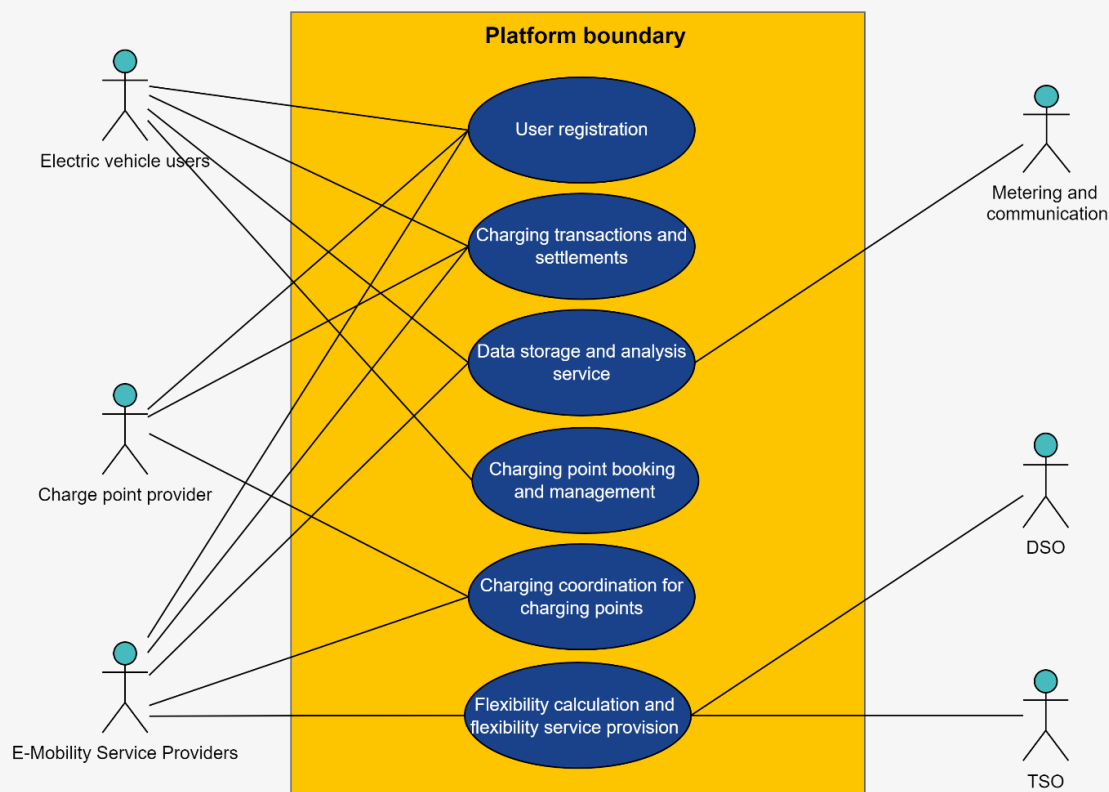 Platform boundary
Electric vehicle users
User registration
Metering and
communication
Charging transactions and
settlements
Data storage and analysis
service
Charge point provider
Charging point booking
and management
DSO
Charging coordination for
charging points
E-Mobility Service Providers
Flexibility calculation and
flexibility service provision
TSO